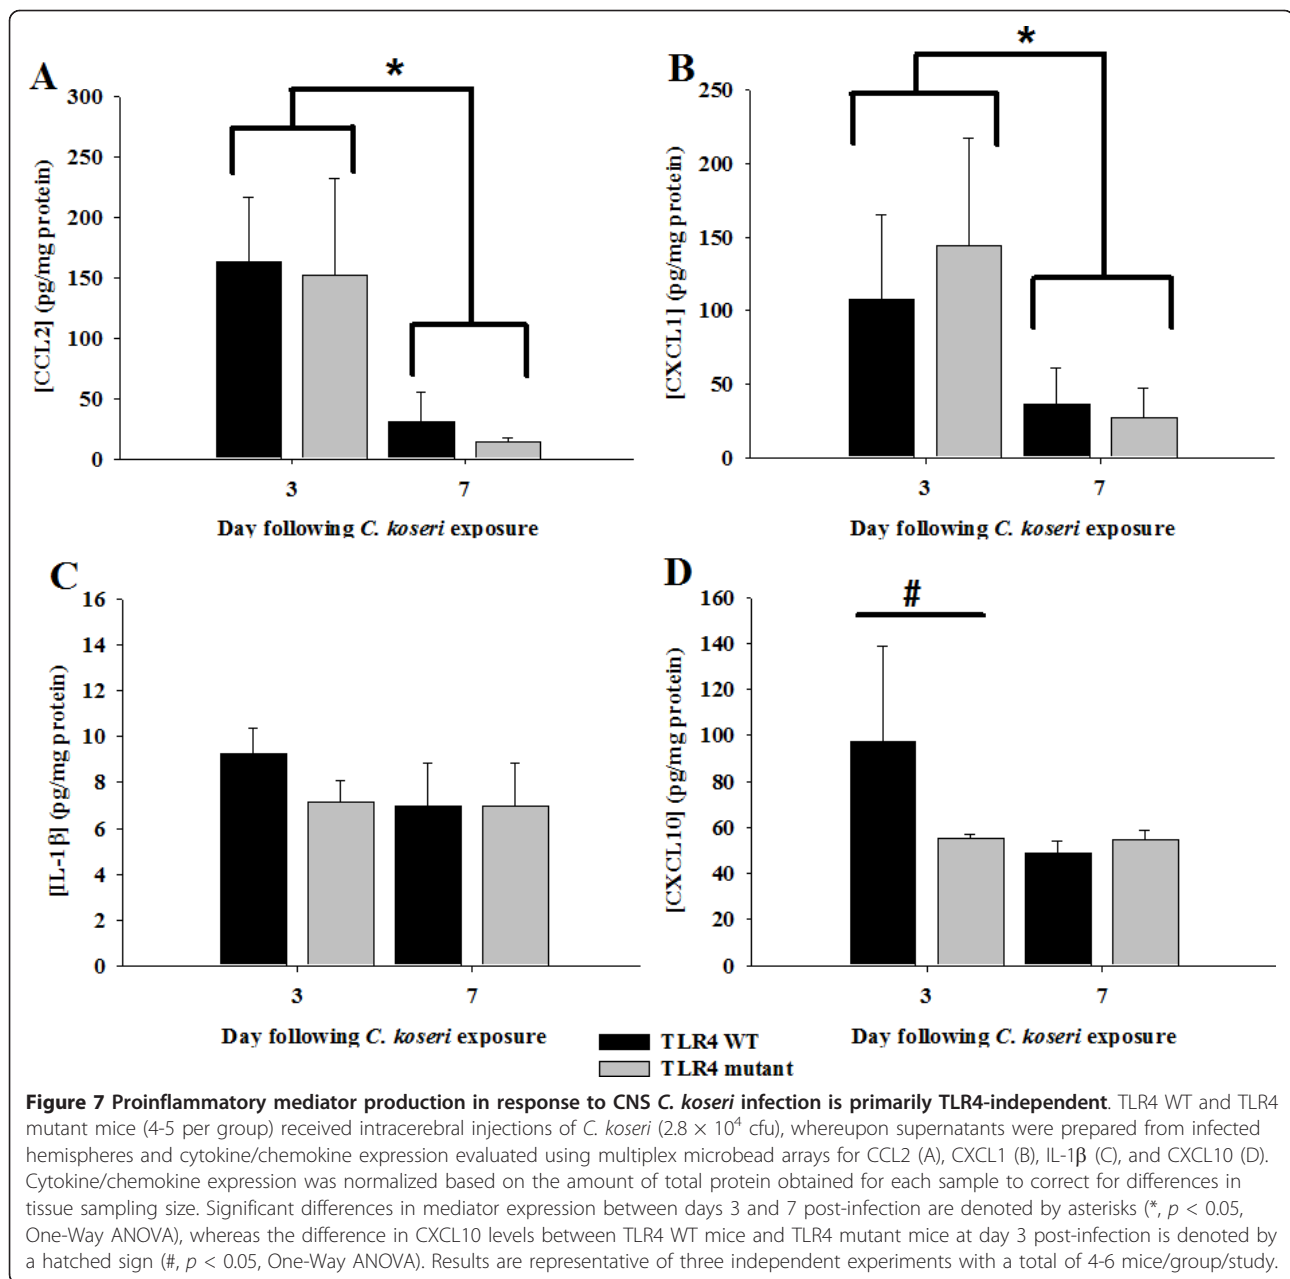 A
*
300
250
200
150
100
50
0
[CCL2] (pg/mg protein)
3
7
Day following C. koseri exposure
B
*
250
200
150
100
50
0
[CXCL1] (pg/mg protein)
3
7
Day following C. koseri exposure
C
16
14
12
10
8
6
4
2
0
[IL-1β] (pg/mg protein)
3
7
Day following C. koseri exposure
D
#
160
140
120
100
80
60
40
20
0
[CXCL10] (pg/mg protein)
3
7
Day following C. koseri exposure
TLR4 WT
TLR4 mutant
Figure 7 Proinflammatory mediator production in response to CNS C. koseri infection is primarily TLR4-independent. TLR4 WT and TLR4
mutant mice (4-5 per group) received intracerebral injections of C. koseri (2.8 × 10⁴ cfu), whereupon supernatants were prepared from infected
hemispheres and cytokine/chemokine expression evaluated using multiplex microbead arrays for CCL2 (A), CXCL1 (B), IL-1β (C), and CXCL10 (D).
Cytokine/chemokine expression was normalized based on the amount of total protein obtained for each sample to correct for differences in
tissue sampling size. Significant differences in mediator expression between days 3 and 7 post-infection are denoted by asterisks (*, p < 0.05,
One-Way ANOVA), whereas the difference in CXCL10 levels between TLR4 WT mice and TLR4 mutant mice at day 3 post-infection is denoted by
a hatched sign (#, p < 0.05, One-Way ANOVA). Results are representative of three independent experiments with a total of 4-6 mice/group/study.